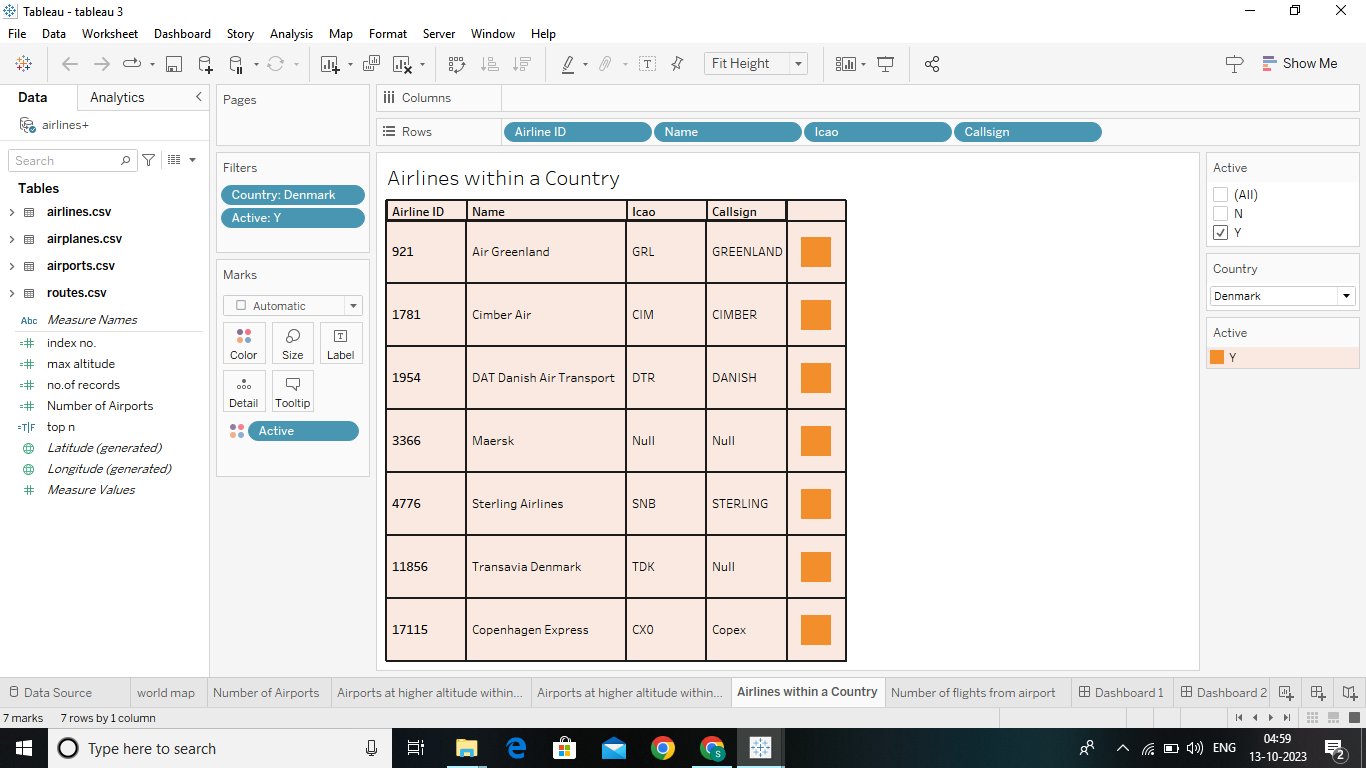 Tableau - tableau 3
File Data Worksheet Dashboard Story Analysis Map Format Server Window Help
Fit Height
Show Me
Data Analytics
airlines+
Search
Tables
airlines.csv
airplanes.csv
airports.csv
routes.csv
Abc Measure Names
index no.
max altitude
no.of records
Number of Airports
T|F top n
Latitude (generated)
Longitude (generated)
Measure Values
Pages
Filters
Country: Denmark
Active: Y
Marks
Automatic
Color Size Label
Detail Tooltip
Active
Columns
Rows Airline ID Name Icao Callsign
Airlines within a Country
Airline ID Name Icao Callsign
921 Air Greenland GRL GREENLAND
1781 Cimber Air CIM CIMBER
1954 DAT Danish Air Transport DTR DANISH
3366 Maersk Null Null
4776 Sterling Airlines SNB STERLING
11856 Transavia Denmark TDK Null
17115 Copenhagen Express CX0 Copex
Active
(All)
N
Y
Country
Denmark
Active
Y
Data Source world map Number of Airports Airports at higher altitude within... Airports at higher altitude within... Airlines within a Country Number of flights from airport Dashboard 1 Dashboard 2
7 marks 7 rows by 1 column
Type here to search
S
ENG
04:59
13-10-2023
2